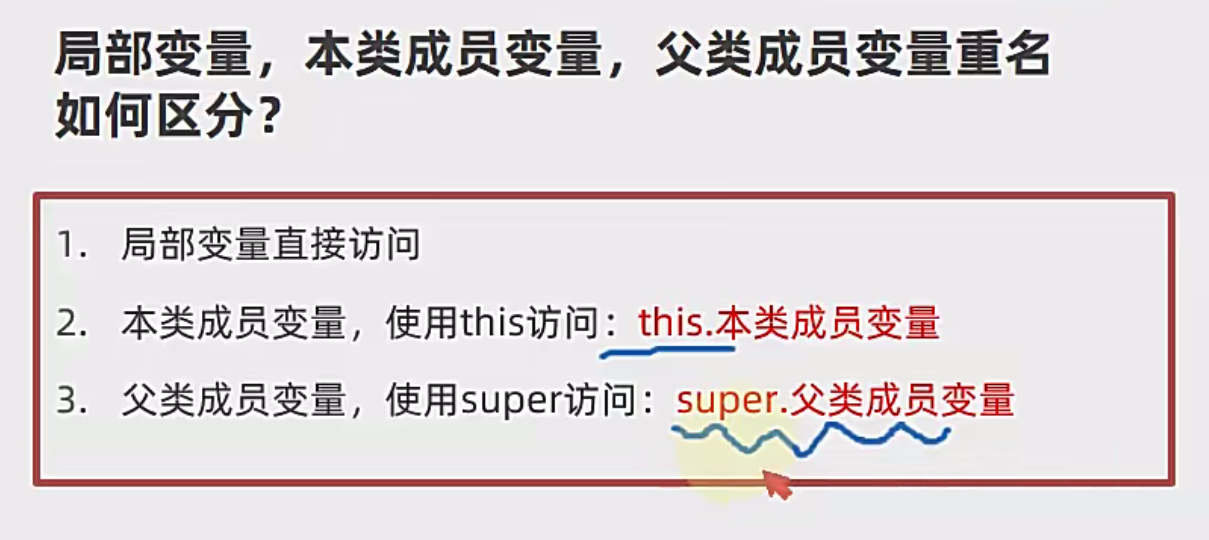 局部变量，本类成员变量，父类成员变量重名
如何区分？
1. 局部变量直接访问
2. 本类成员变量，使用this访问：this.本类成员变量
3. 父类成员变量，使用super访问：super.父类成员变量